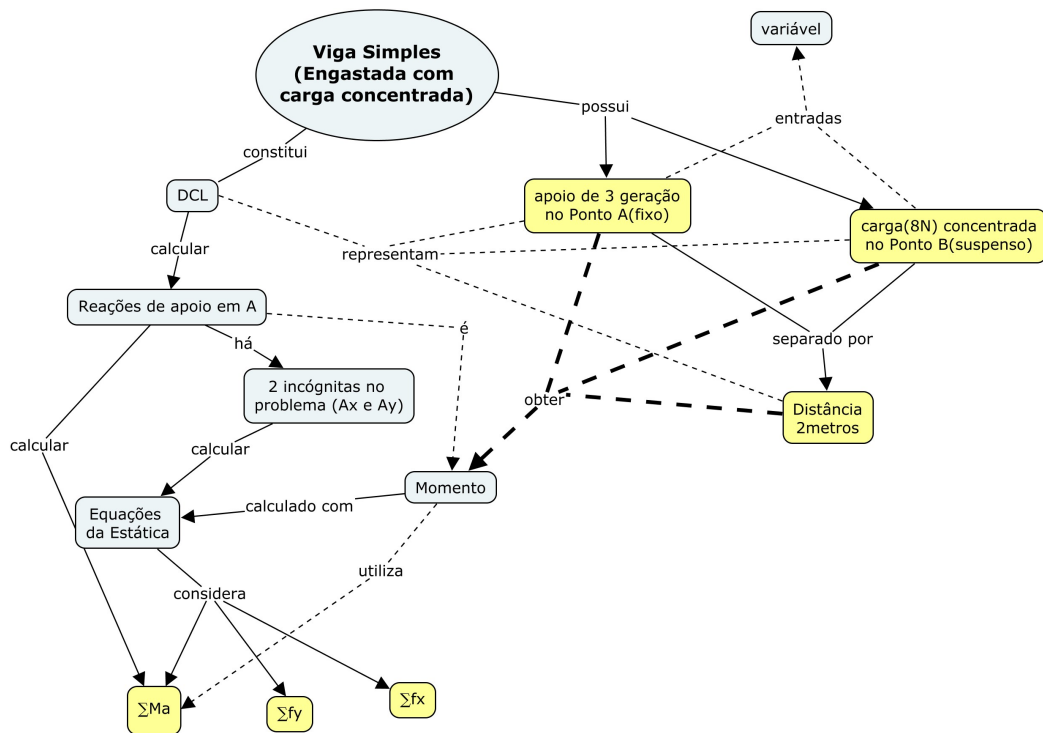 variável
Viga Simples
(Engastada com
carga concentrada)
possui
entradas
constitui
DCL
apoio de 3 geração
no Ponto A(fixo)
carga(8N) concentrada
no Ponto B(suspenso)
calcular
representam
Reações de apoio em A
é
há
separado por
2 incógnitas no
problema (Ax e Ay)
obter
Distância
2metros
calcular
calcular
Momento
calculado com
Equações
da Estática
utiliza
considera
∑Ma
∑fy
∑fx